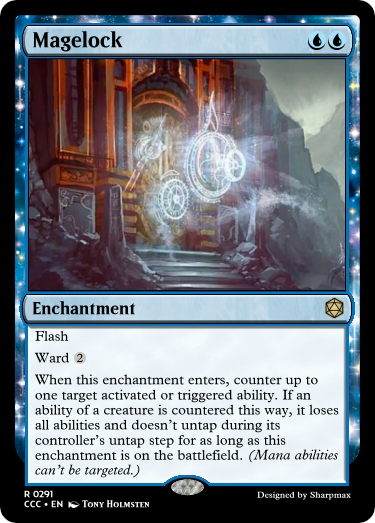 Magelock
Enchantment
Flash
Ward 2
When this enchantment enters, counter up to
one target activated or triggered ability. If an
ability of a creature is countered this way, it loses
all abilities and doesn't untap during its
controller's untap step for as long as this
enchantment is on the battlefield. (Mana abilities
can't be targeted.)
R 0291
CCC • EN Tony Holmsten
Designed by Sharpmax